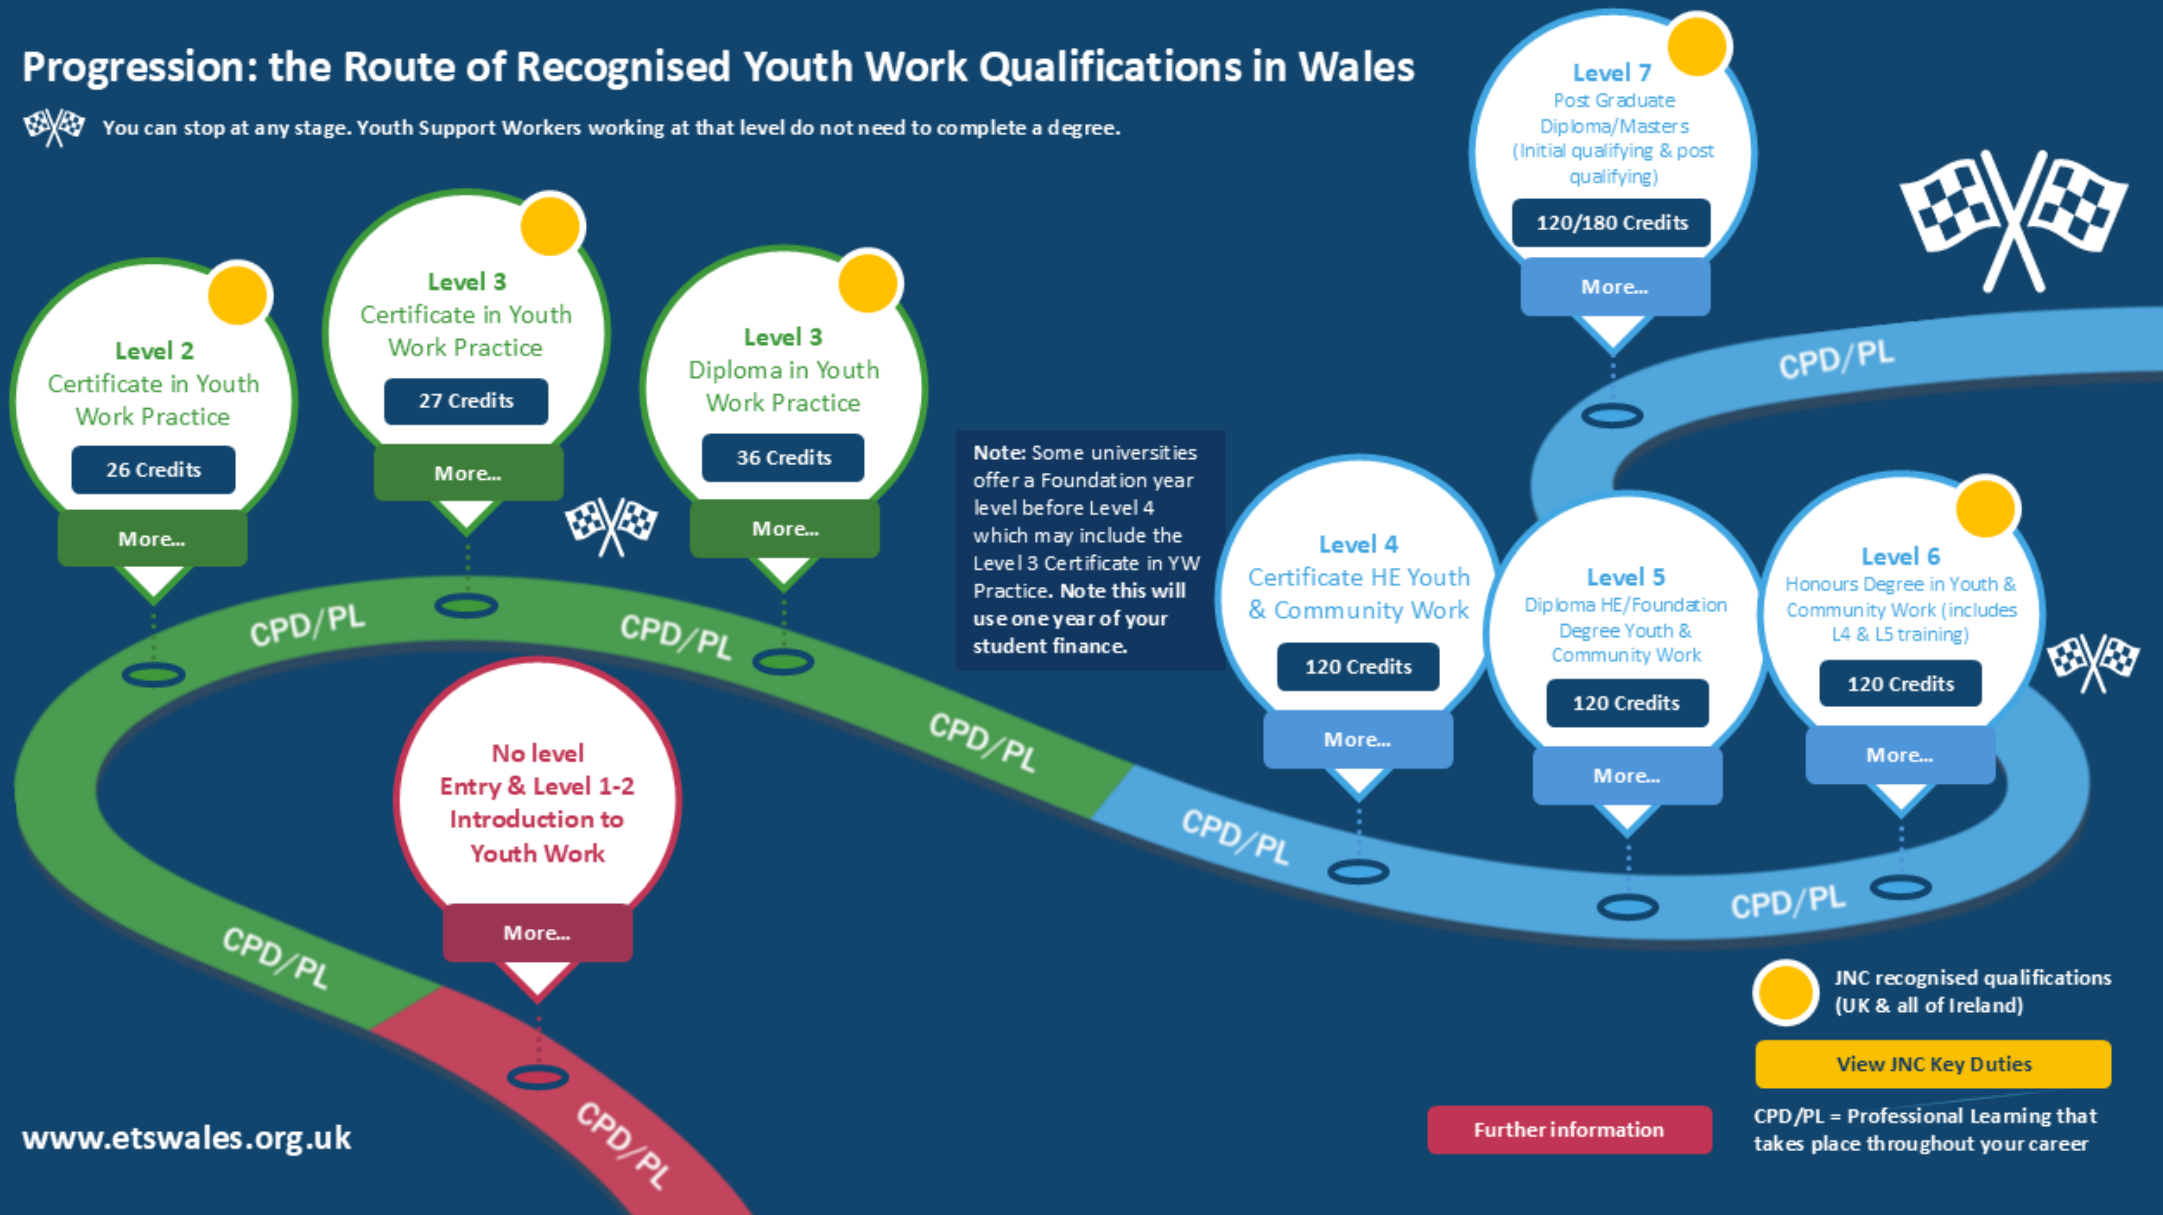 Progression: the Route of Recognised Youth Work Qualifications in Wales
You can stop at any stage. Youth Support Workers working at that level do not need to complete a degree.
Level 2
Certificate in Youth
Work Practice
26 Credits
More...
Level 3
Certificate in Youth
Work Practice
27 Credits
More...
Level 3
Diploma in Youth
Work Practice
36 Credits
More...
Note: Some universities
offer a Foundation year
level before Level 4
which may include the
Level 3 Certificate in YW
Practice. Note this will
use one year of your
student finance.
Level 4
Certificate HE Youth
& Community Work
120 Credits
More...
Level 5
Diploma HE/Foundation
Degree Youth &
Community Work
120 Credits
More...
Level 6
Honours Degree in Youth &
Community Work (includes
L4 & L5 training)
120 Credits
More...
Level 7
Post Graduate
Diploma/Masters
(Initial qualifying & post
qualifying)
120/180 Credits
More...
No level
Entry & Level 1-2
Introduction to
Youth Work
More...
CPD/PL
CPD/PL
CPD/PL
CPD/PL
CPD/PL
CPD/PL
CPD/PL
CPD/PL
JNC recognised qualifications
(UK & all of Ireland)
View JNC Key Duties
CPD/PL = Professional Learning that
takes place throughout your career
Further information
www.etswales.org.uk